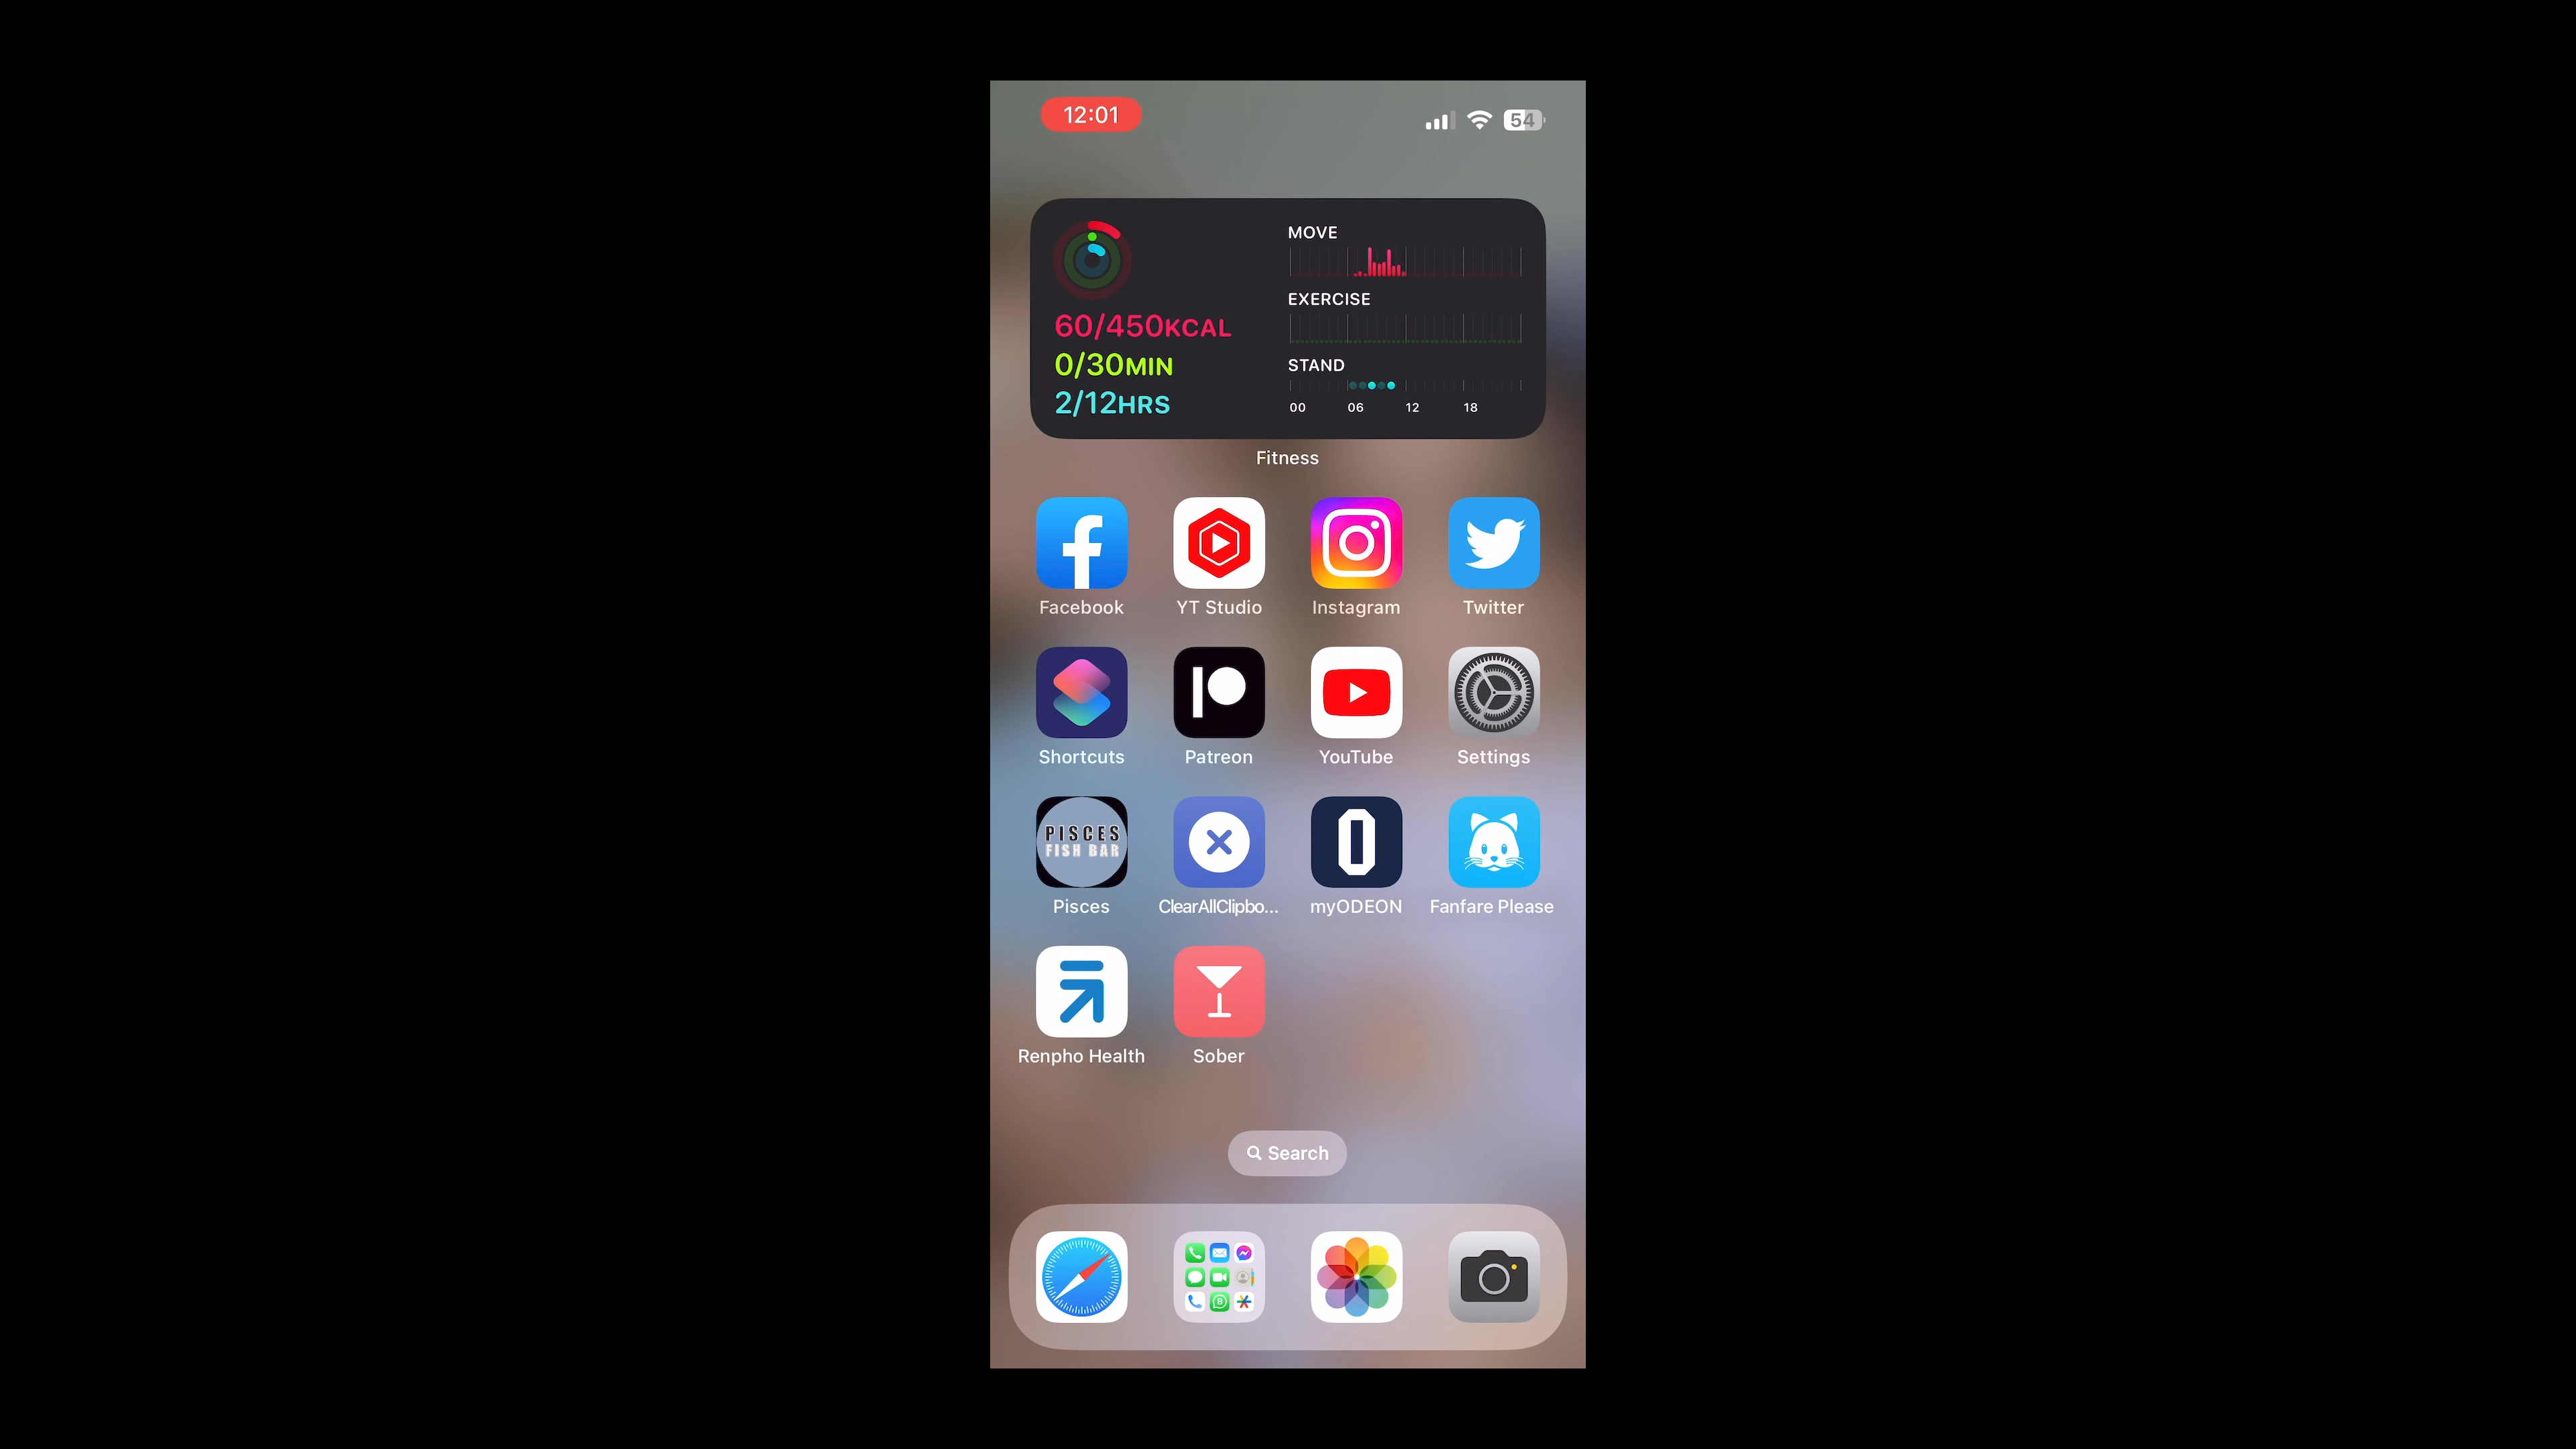 12:01
54
MOVE
60/450KCAL
EXERCISE
0/30MIN
STAND
2/12HRS
00 06 12 18
Fitness
Facebook YT Studio Instagram Twitter
Shortcuts Patreon YouTube Settings
PISCES
FISH BAR
Pisces ClearAllClipbo... myODEON Fanfare Please
Renpho Health Sober
Search